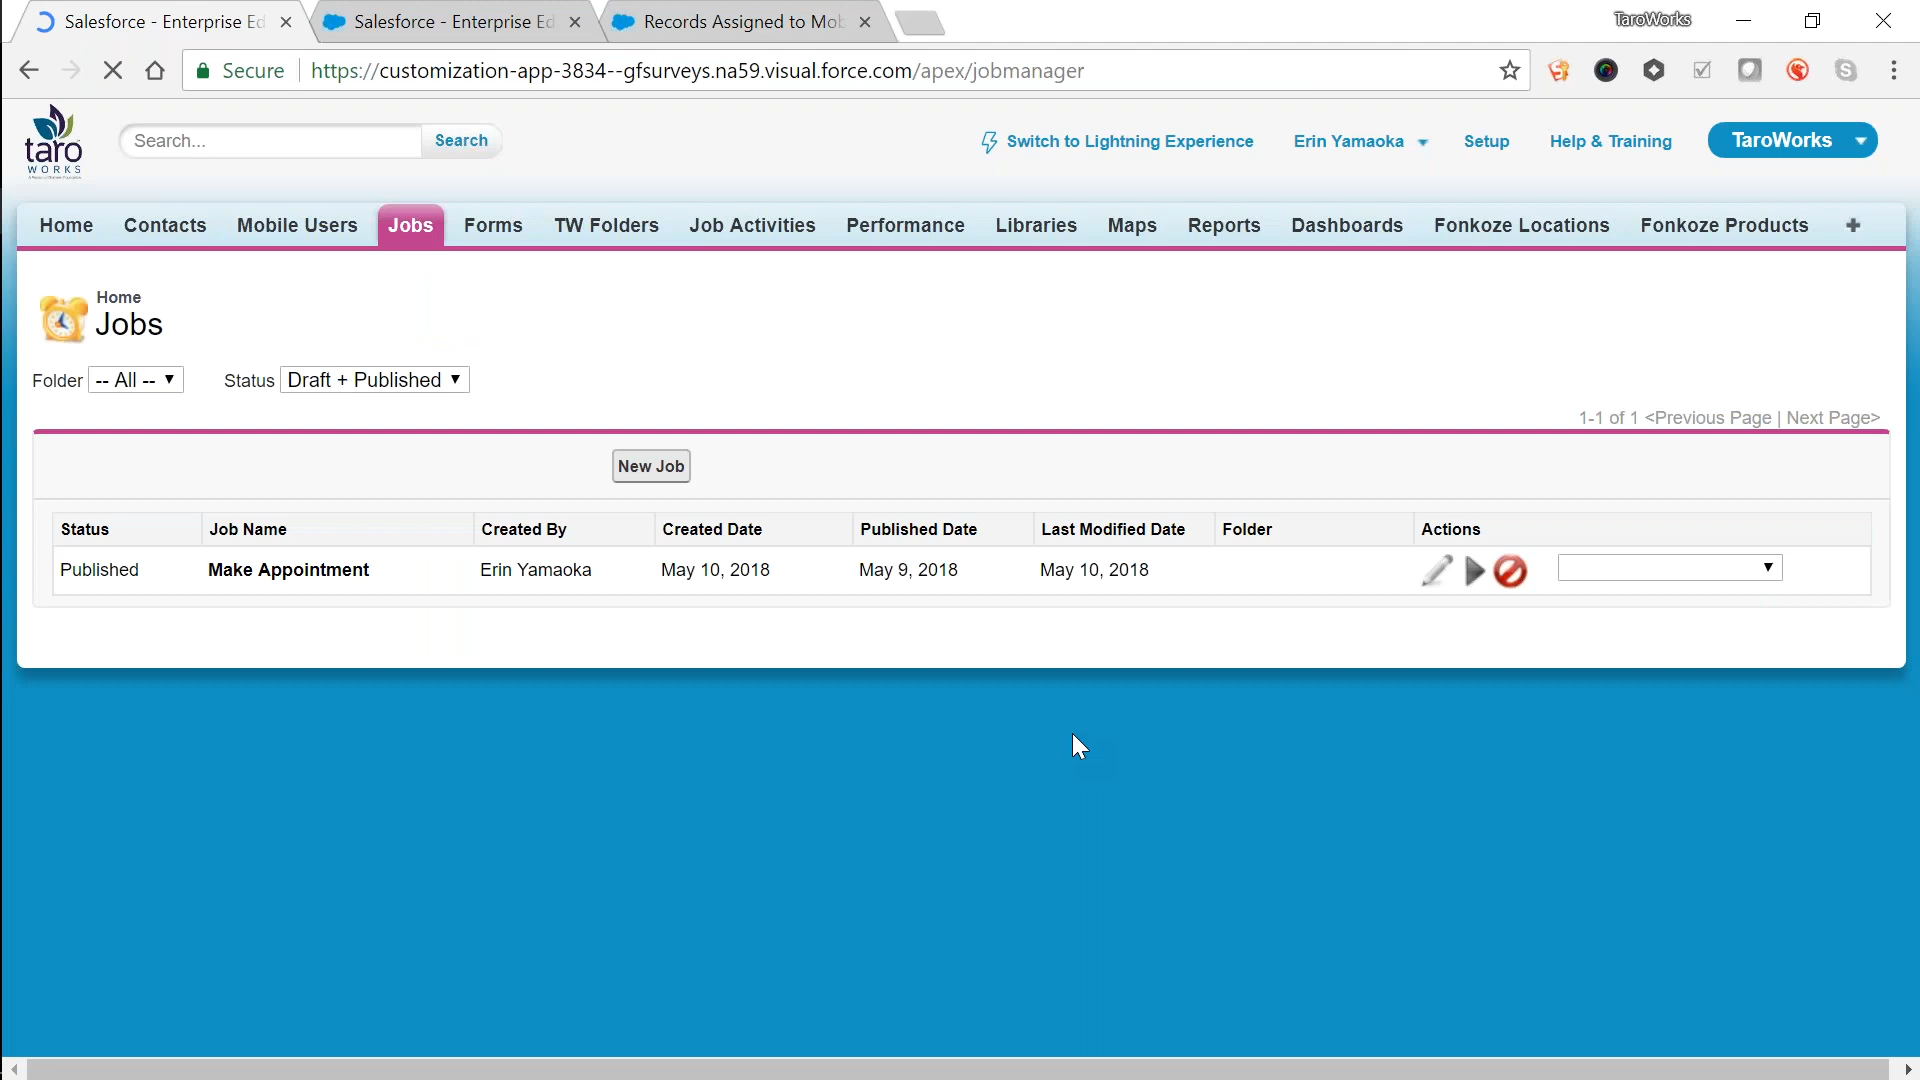 Salesforce - Enterprise Ed
Salesforce - Enterprise Ed
Records Assigned to Mob
TaroWorks
Secure
https://customization-app-3834--gfsurveys.na59.visual.force.com/apex/jobmanager
taro
WORKS
Search...
Search
Switch to Lightning Experience
Erin Yamaoka
Setup
Help & Training
TaroWorks
Home
Contacts
Mobile Users
Jobs
Forms
TW Folders
Job Activities
Performance
Libraries
Maps
Reports
Dashboards
Fonkoze Locations
Fonkoze Products
Home
Jobs
Folder -- All --
Status Draft + Published
1-1 of 1 <Previous Page | Next Page>
New Job
Status Job Name Created By Created Date Published Date Last Modified Date Folder Actions
Published Make Appointment Erin Yamaoka May 10, 2018 May 9, 2018 May 10, 2018